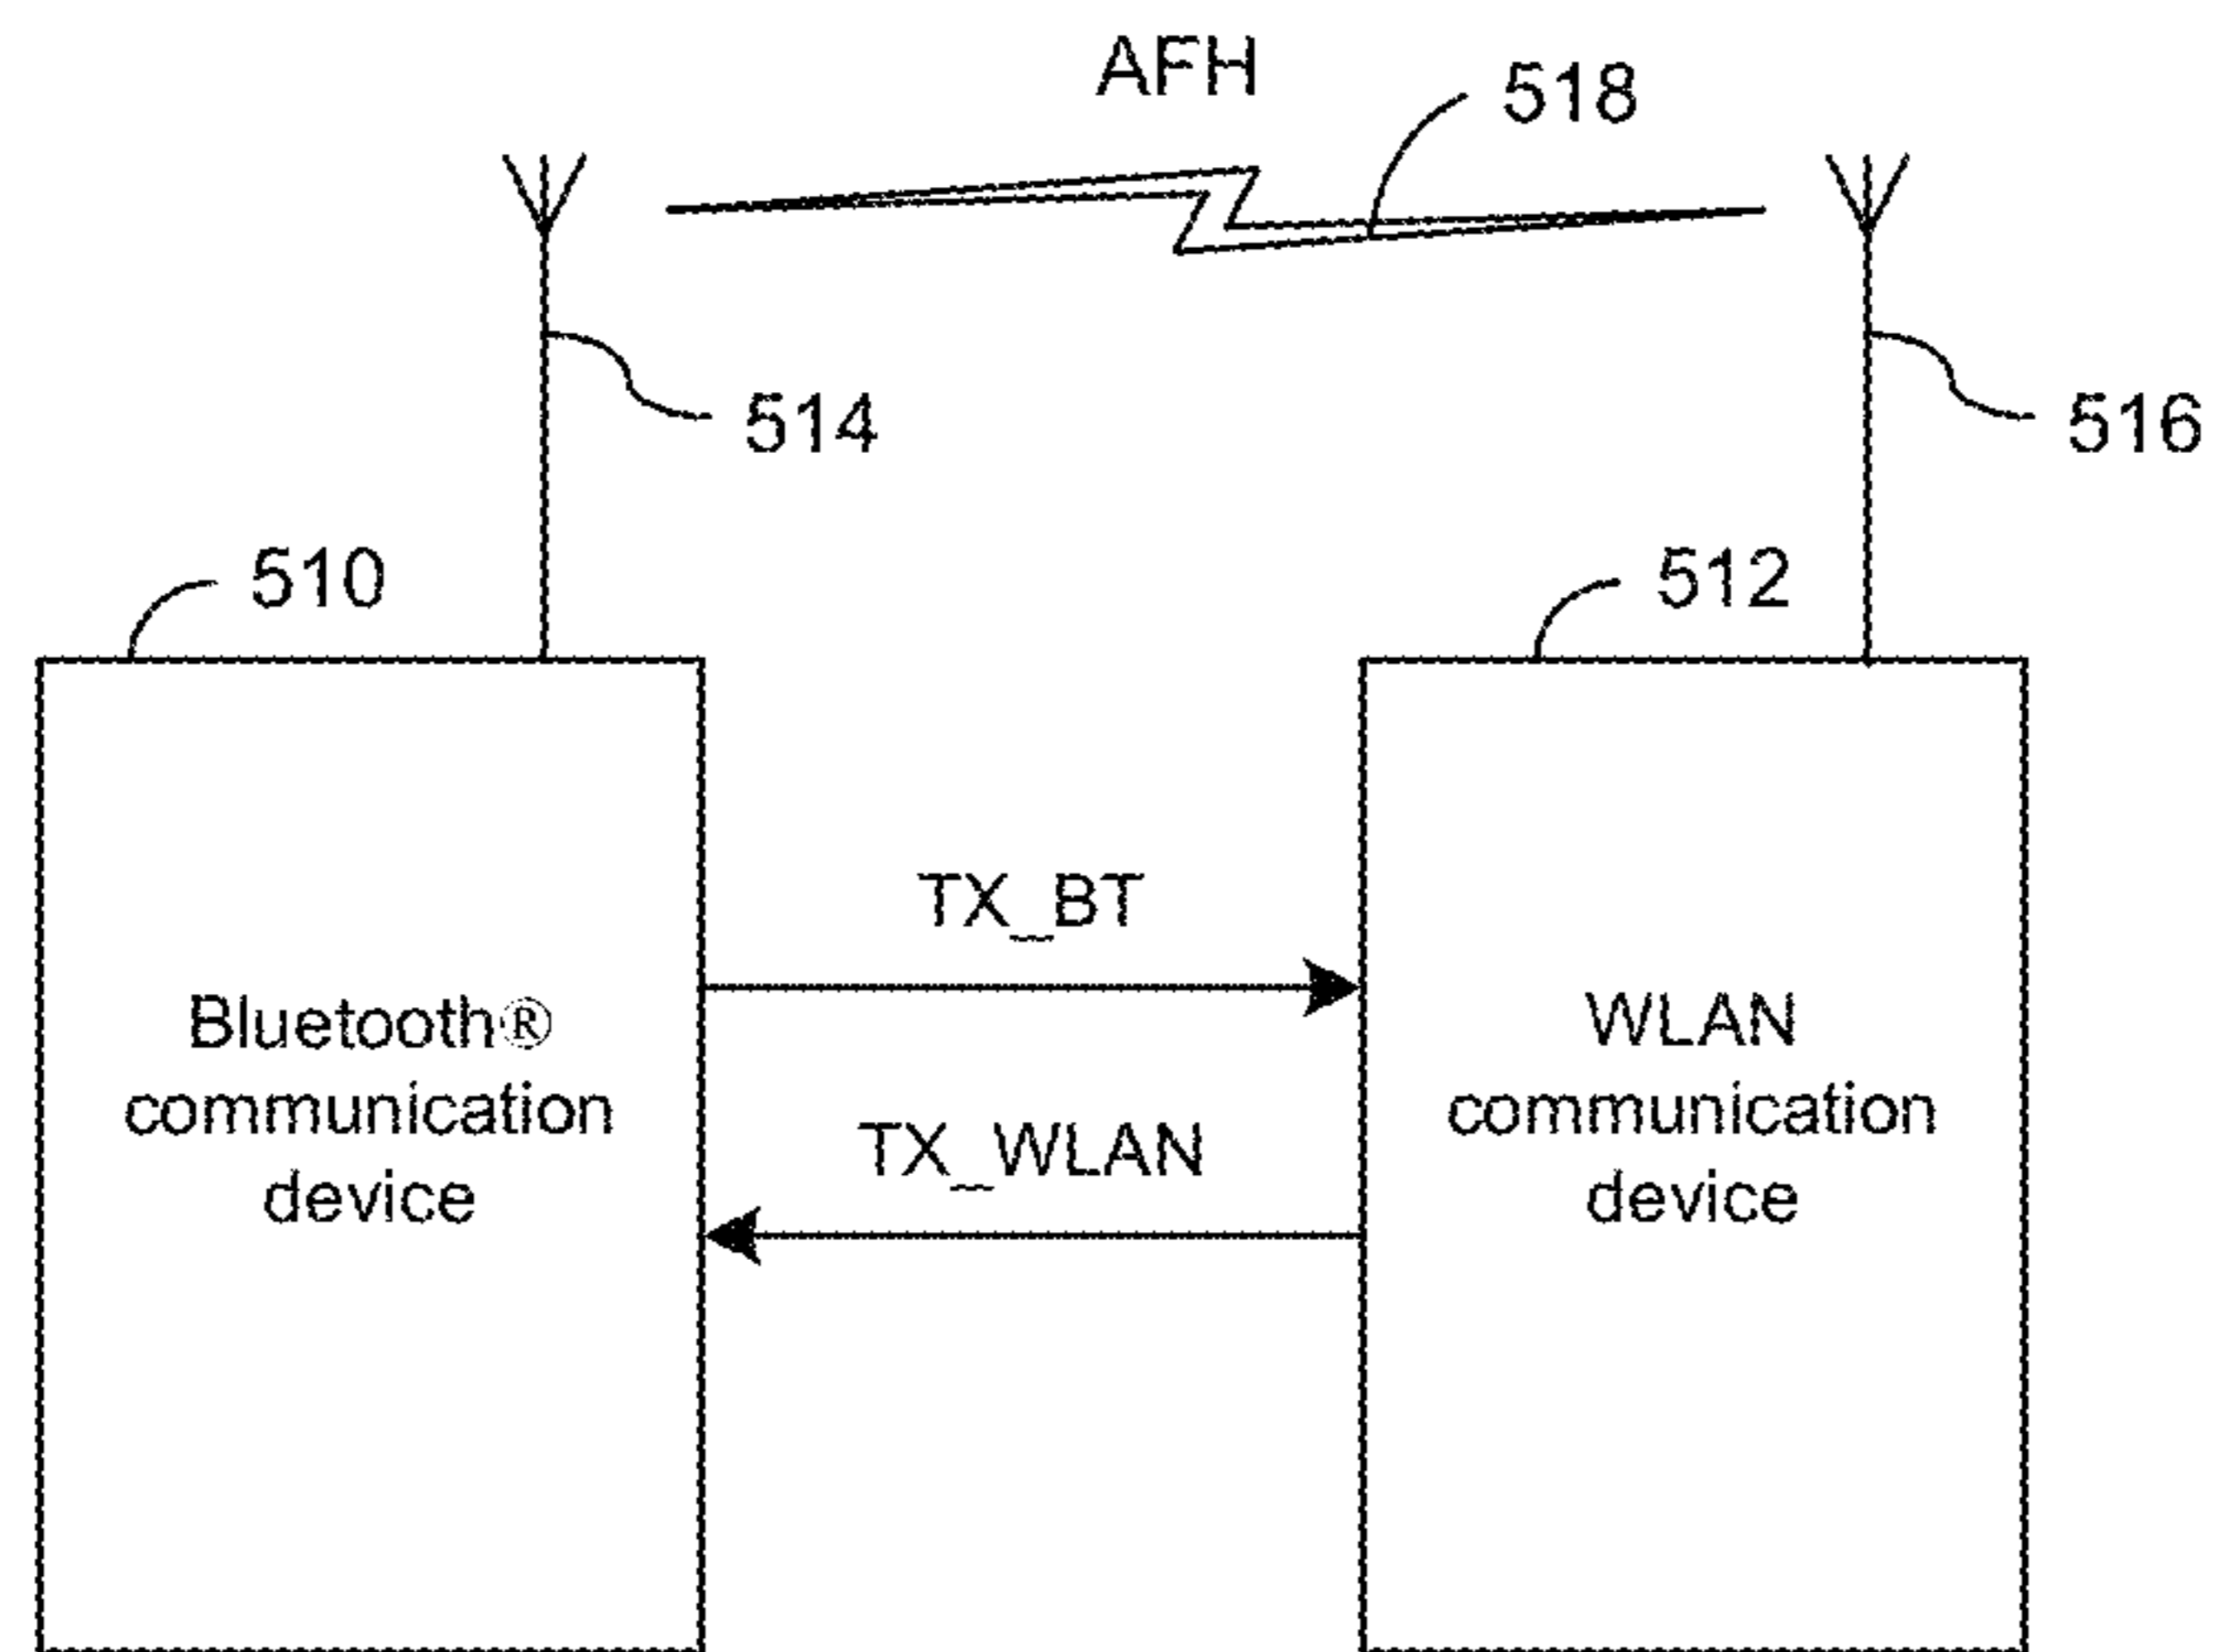 AFH
518
514
516
510
512
TX_BT
Bluetooth®
communication
device
WLAN
communication
device
TX_WLAN